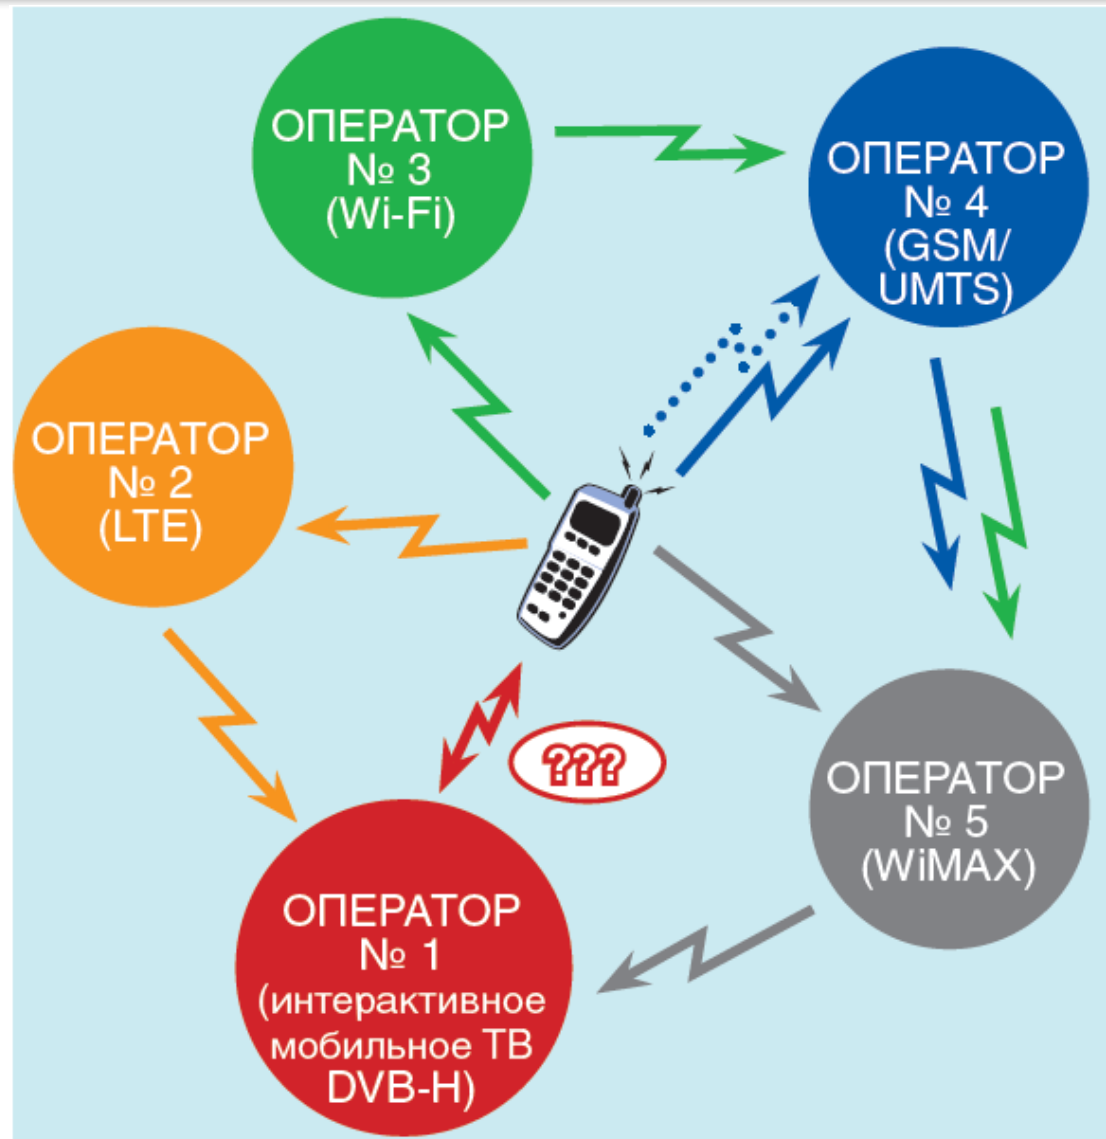 ОПЕРАТОР
№ 3
(Wi-Fi)
ОПЕРАТОР
№ 4
(GSM/
UMTS)
ОПЕРАТОР
№ 2
(LTE)
???
ОПЕРАТОР
№ 5
(WiMAX)
ОПЕРАТОР
№ 1
(интерактивное
мобильное ТВ
DVB-H)